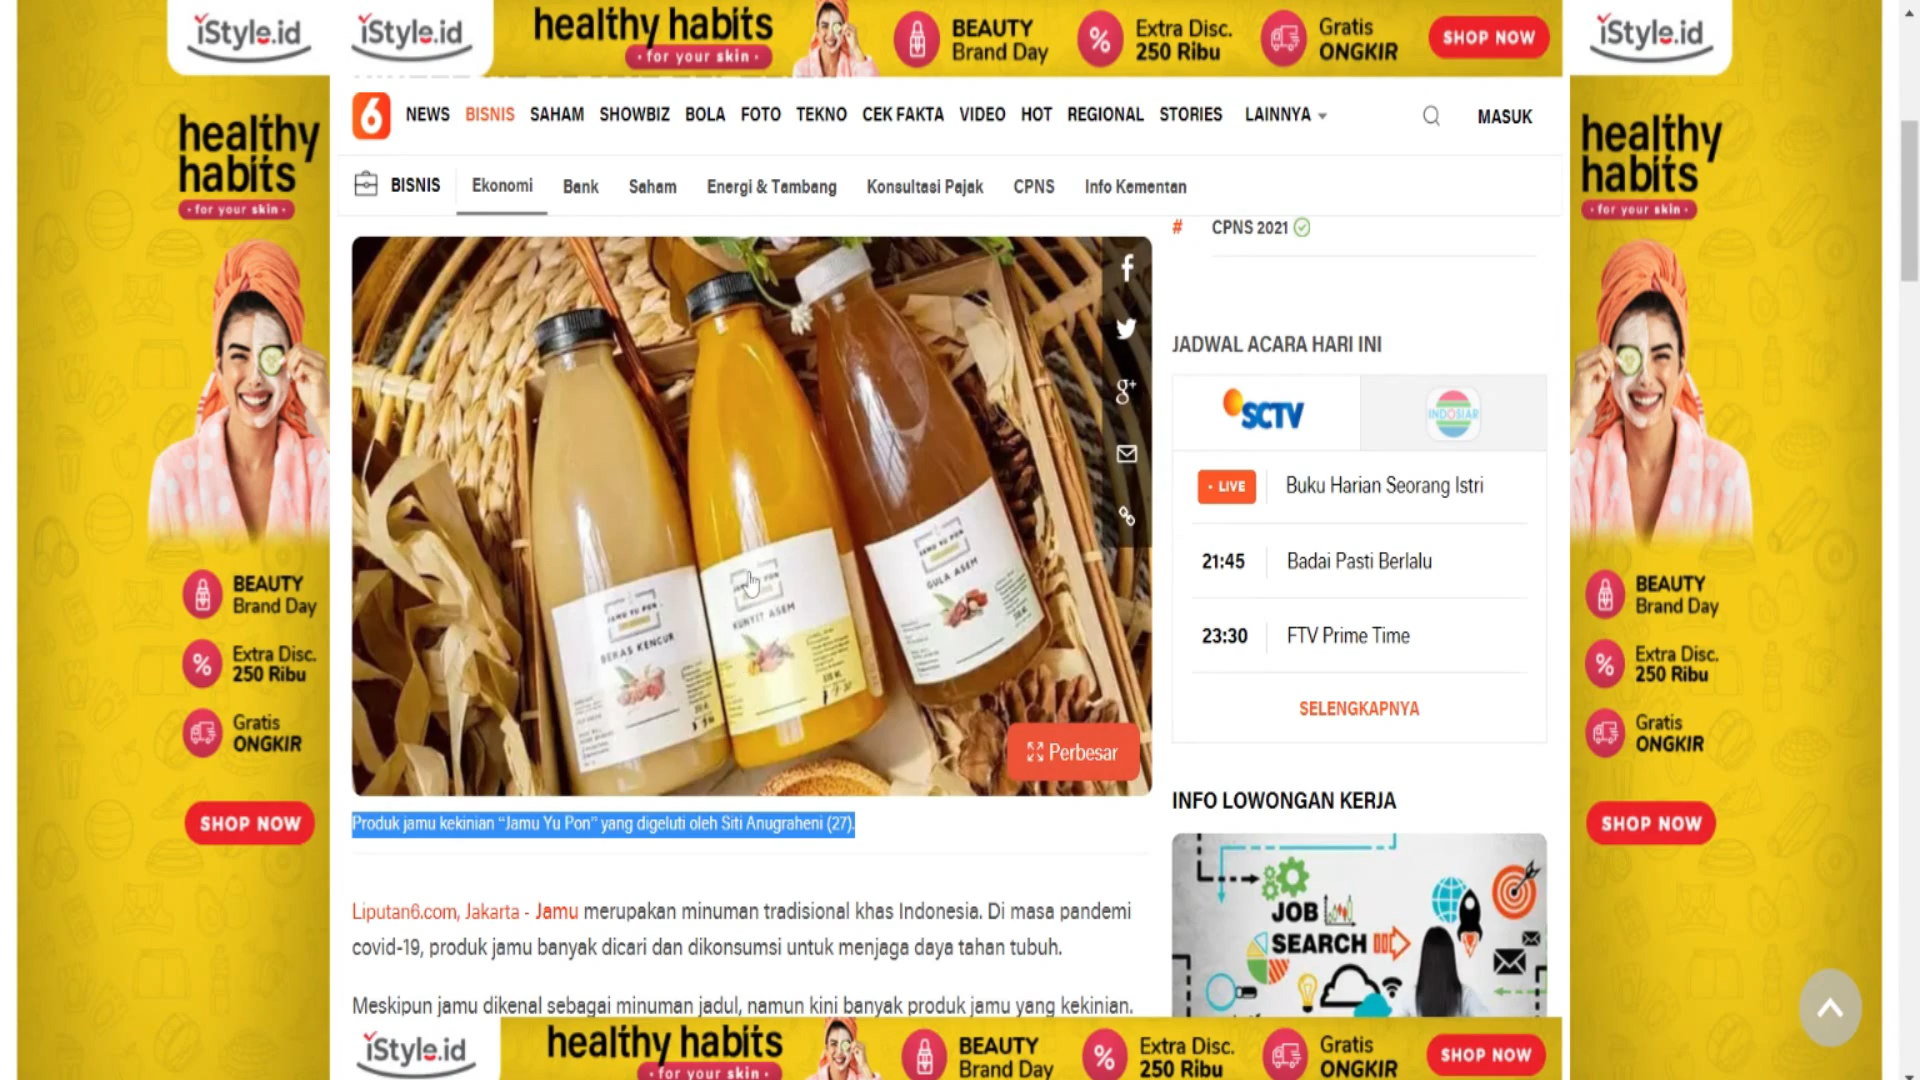 iStyle.id
iStyle.id
healthy habits
• for your skin •
BEAUTY
Brand Day
%
Extra Disc.
250 Ribu
Gratis
ONGKIR
SHOP NOW
iStyle.id
6
NEWS BISNIS SAHAM SHOWBIZ BOLA FOTO TEKNO CEK FAKTA VIDEO HOT REGIONAL STORIES LAINNYA
MASUK
BISNIS
Ekonomi Bank Saham Energi & Tambang Konsultasi Pajak CPNS Info Kementan
healthy
habits
• for your skin •
BEAUTY
Brand Day
%
Extra Disc.
250 Ribu
Gratis
ONGKIR
SHOP NOW
JAMU YU PON
BERAS KENCUR
KUNYIT ASEM
JAMU YU PON
GULA ASEM
Perbesar
Produk jamu kekinian “Jamu Yu Pon” yang digeluti oleh Siti Anugraheni (27).
Liputan6.com, Jakarta - Jamu merupakan minuman tradisional khas Indonesia. Di masa pandemi
covid-19, produk jamu banyak dicari dan dikonsumsi untuk menjaga daya tahan tubuh.
Meskipun jamu dikenal sebagai minuman jadul, namun kini banyak produk jamu yang kekinian.
# CPNS 2021
JADWAL ACARA HARI INI
SCTV
INDOSIAR
• LIVE Buku Harian Seorang Istri
21:45 Badai Pasti Berlalu
23:30 FTV Prime Time
SELENGKAPNYA
INFO LOWONGAN KERJA
JOB
SEARCH
healthy
habits
• for your skin •
BEAUTY
Brand Day
%
Extra Disc.
250 Ribu
Gratis
ONGKIR
SHOP NOW
iStyle.id
healthy habits
• for your skin •
BEAUTY
Brand Day
%
Extra Disc.
250 Ribu
Gratis
ONGKIR
SHOP NOW